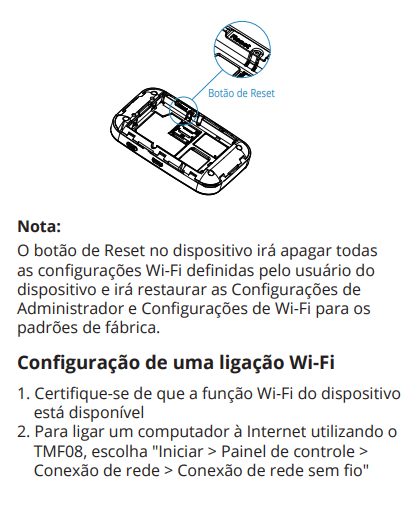 Reset
Botão de Reset
Nota:
O botão de Reset no dispositivo irá apagar todas
as configurações Wi-Fi definidas pelo usuário do
dispositivo e irá restaurar as Configurações de
Administrador e Configurações de Wi-Fi para os
padrões de fábrica.
Configuração de uma ligação Wi-Fi
1. Certifique-se de que a função Wi-Fi do dispositivo
está disponível
2. Para ligar um computador à Internet utilizando o
TMF08, escolha "Iniciar > Painel de controle >
Conexão de rede > Conexão de rede sem fio"